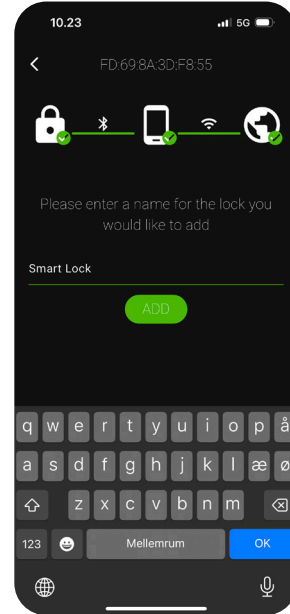 10.23
5G
FD:69:8A:3D:F8:55
Please enter a name for the lock you
would like to add
Smart Lock
ADD
q w e r t y u i o p å
a s d f g h j k l æ ø
z x c v b n m
123 Mellemrum OK